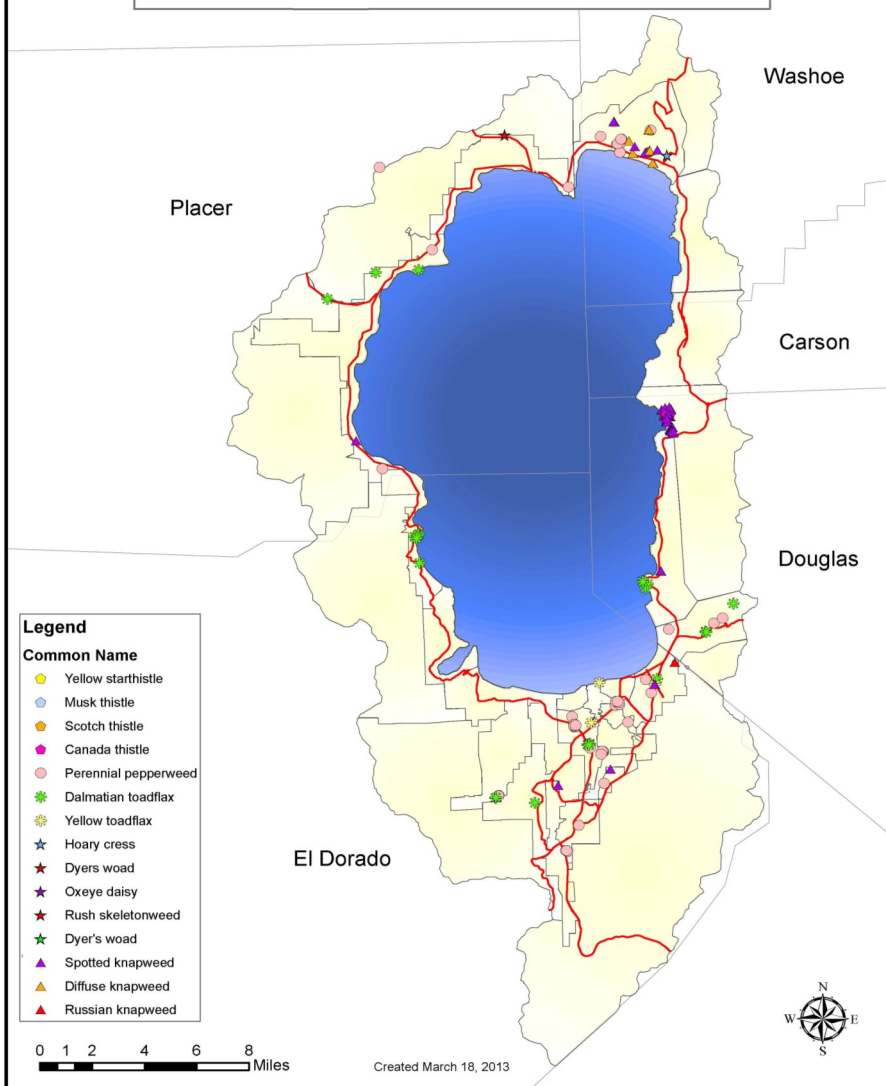 Washoe
Placer
Carson
Douglas
El Dorado
Legend
Common Name
Yellow starthistle
Musk thistle
Scotch thistle
Canada thistle
Perennial pepperweed
Dalmatian toadflax
Yellow toadflax
Hoary cress
Dyers woad
Oxeye daisy
Rush skeletonweed
Dyer's woad
Spotted knapweed
Diffuse knapweed
Russian knapweed
0 1 2 4 6 8
Miles
Created March 18, 2013
N
W E
S